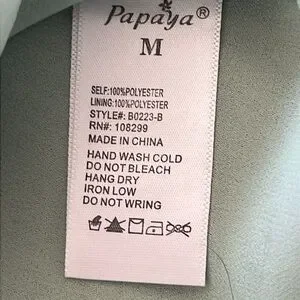 Papaya®
M
SELF:100%POLYESTER
LINING:100%POLYESTER
STYLE#: B0223-B
RN#: 108299
MADE IN CHINA
HAND WASH COLD
DO NOT BLEACH
HANG DRY
IRON LOW
DO NOT WRING